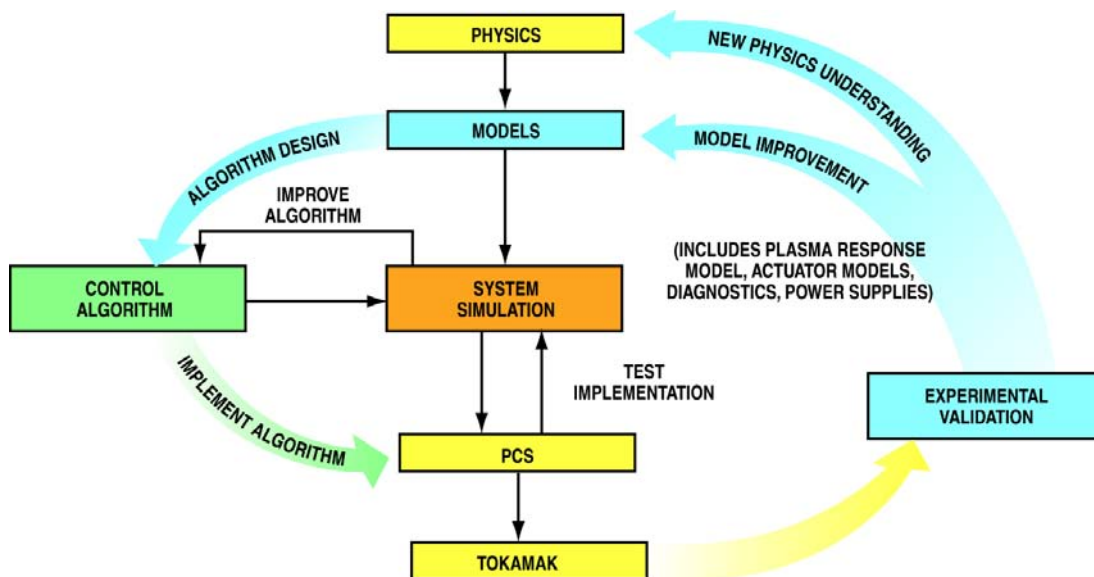 PHYSICS
NEW PHYSICS UNDERSTANDING
MODELS
MODEL IMPROVEMENT
ALGORITHM DESIGN
IMPROVE
ALGORITHM
(INCLUDES PLASMA RESPONSE
MODEL, ACTUATOR MODELS,
DIAGNOSTICS, POWER SUPPLIES)
CONTROL
ALGORITHM
SYSTEM
SIMULATION
TEST
IMPLEMENTATION
IMPLEMENT ALGORITHM
EXPERIMENTAL
VALIDATION
PCS
TOKAMAK